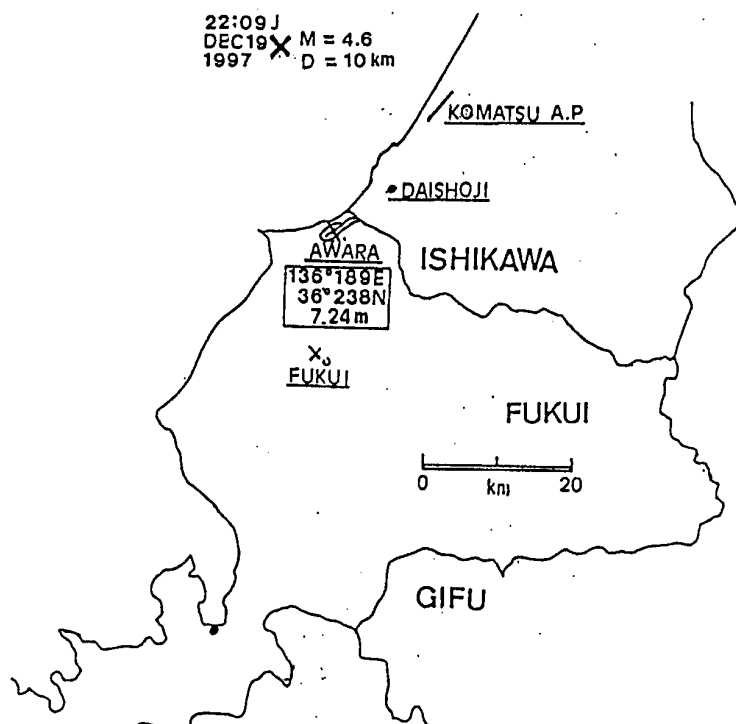 22:09 J
DEC19 M = 4.6
1997 D = 10 km
KOMATSU A.P
DAISHOJI
AWARA
ISHIKAWA
136°189E
36°238N
7.24m
FUKUI
FUKUI
0 km 20
GIFU